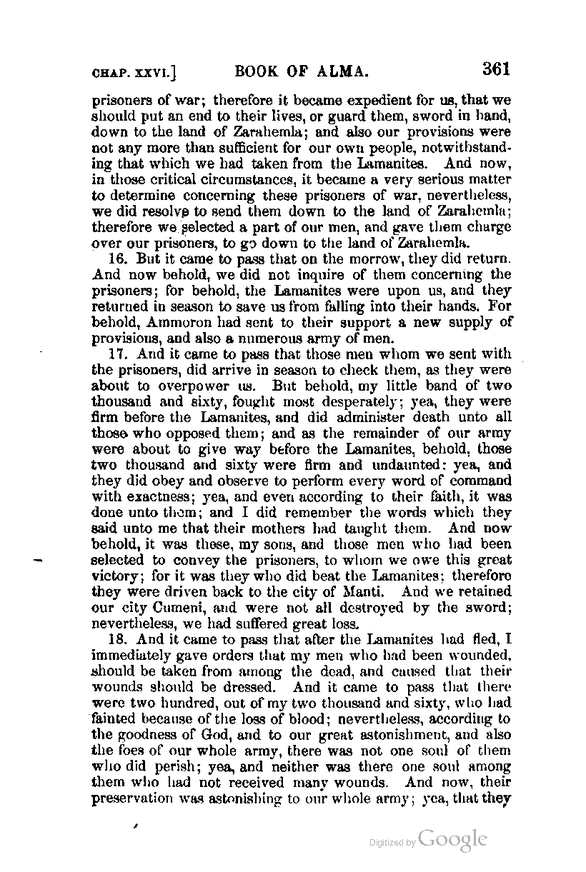 CHAP. XXVI.] BOOK OF ALMA. 361
prisoners of war; therefore it became expedient for us, that we
should put an end to their lives, or guard them, sword in hand,
down to the land of Zarahemla; and also our provisions were
not any more than sufficient for our own people, notwithstand-
ing that which we had taken from the Lamanites. And now,
in those critical circumstances, it became a very serious matter
to determine concerning these prisoners of war, nevertheless,
we did resolve to send them down to the land of Zarahemla;
therefore we selected a part of our men, and gave them charge
over our prisoners, to go down to the land of Zarahemla.
16. But it came to pass that on the morrow, they did return.
And now behold, we did not inquire of them concerning the
prisoners; for behold, the Lamanites were upon us, and they
returned in season to save us from falling into their hands. For
behold, Ammoron had sent to their support a new supply of
provisions, and also a numerous army of men.
17. And it came to pass that those men whom we sent with
the prisoners, did arrive in season to check them, as they were
about to overpower us. But behold, my little band of two
thousand and sixty, fought most desperately; yea, they were
firm before the Lamanites, and did administer death unto all
those who opposed them; and as the remainder of our army
were about to give way before the Lamanites, behold, those
two thousand and sixty were firm and undaunted: yea, and
they did obey and observe to perform every word of command
with exactness; yea, and even according to their faith, it was
done unto them; and I did remember the words which they
said unto me that their mothers had taught them. And now
behold, it was these, my sons, and those men who had been
selected to convey the prisoners, to whom we owe this great
victory; for it was they who did beat the Lamanites; therefore
they were driven back to the city of Manti. And we retained
our city Cumeni, and were not all destroyed by the sword;
nevertheless, we had suffered great loss.
18. And it came to pass that after the Lamanites had fled, I
immediately gave orders that my men who had been wounded,
should be taken from among the dead, and caused that their
wounds should be dressed. And it came to pass that there
were two hundred, out of my two thousand and sixty, who had
fainted because of the loss of blood; nevertheless, according to
the goodness of God, and to our great astonishment, and also
the foes of our whole army, there was not one soul of them
who did perish; yea, and neither was there one soul among
them who had not received many wounds. And now, their
preservation was astonishing to our whole army; yea, that they
Digitized by Google